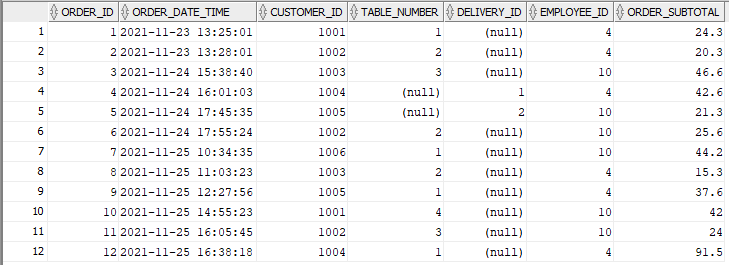 ORDER_ID ORDER_DATE_TIME CUSTOMER_ID TABLE_NUMBER DELIVERY_ID EMPLOYEE_ID ORDER_SUBTOTAL
1 1 2021-11-23 13:25:01 1001 1 (null) 4 24.3
2 2 2021-11-23 13:28:01 1002 2 (null) 4 20.3
3 3 2021-11-24 15:38:40 1003 3 (null) 10 46.6
4 4 2021-11-24 16:01:03 1004 (null) 1 4 42.6
5 5 2021-11-24 17:45:35 1005 (null) 2 10 21.3
6 6 2021-11-24 17:55:24 1002 2 (null) 10 25.6
7 7 2021-11-25 10:34:35 1006 1 (null) 10 44.2
8 8 2021-11-25 11:03:23 1003 2 (null) 4 15.3
9 9 2021-11-25 12:27:56 1005 1 (null) 4 37.6
10 10 2021-11-25 14:55:23 1001 4 (null) 10 42
11 11 2021-11-25 16:05:45 1002 3 (null) 10 24
12 12 2021-11-25 16:38:18 1004 1 (null) 4 91.5